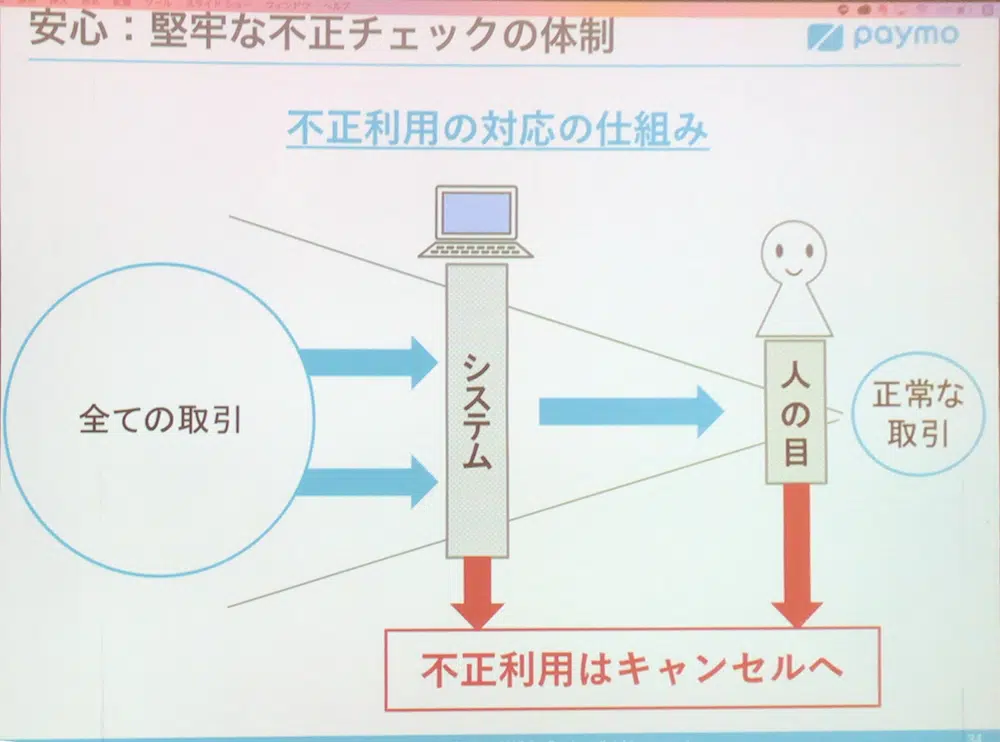 安心：堅牢な不正チェックの体制
paymo
不正利用の対応の仕組み
全ての取引
システム
人の目
正常な
取引
不正利用はキャンセルへ
34